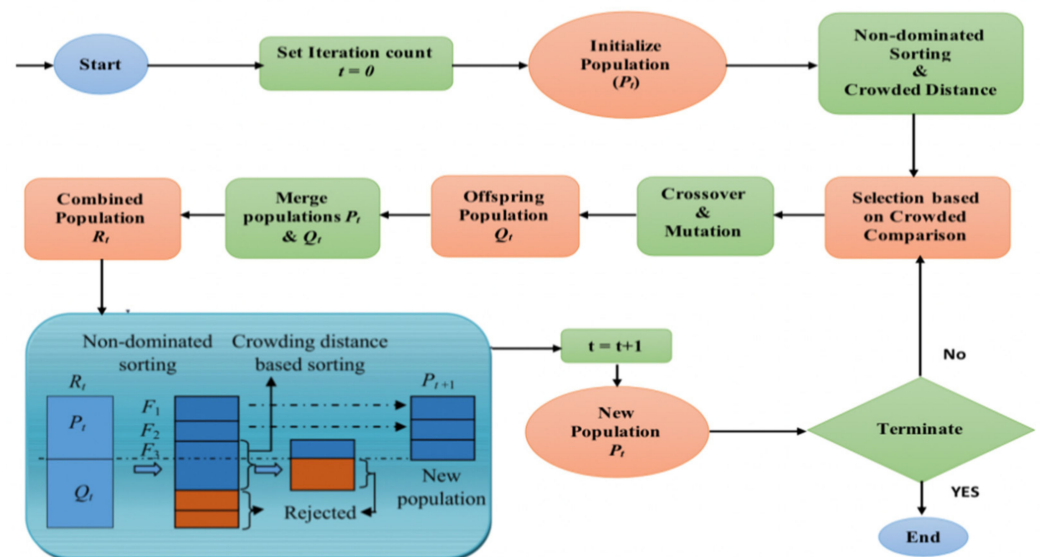 Start
Set Iteration count
t = 0
Initialize
Population
(Pₜ)
Non-dominated
Sorting
&
Crowded Distance
Combined
Population
Rₜ
Merge
populations Pₜ
& Qₜ
Offspring
Population
Qₜ
Crossover
&
Mutation
Selection based
on Crowded
Comparison
Non-dominated
sorting
Crowding distance
based sorting
Rₜ
Pₜ
Qₜ
F₁
F₂
F₃
Pₜ₊₁
New
population
Rejected
t = t+1
New
Population
Pₜ
Terminate
No
YES
End